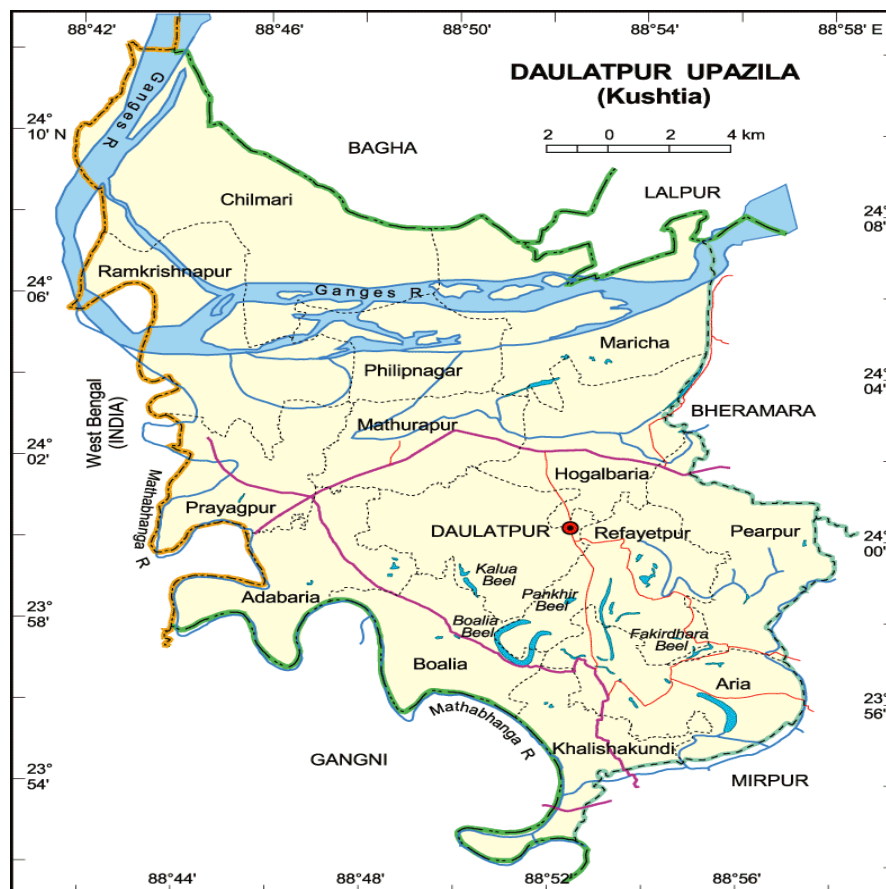 88°42' 88°46' 88°50' 88°54' 88°58' E
DAULATPUR UPAZILA
(Kushtia)
2 0 2 4 km
24°
10' N
Ganges R
BAGHA
LALPUR
Chilmari
24°
08'
Ramkrishnapur
24°
06'
Ganges R
Maricha
Philipnagar
24°
04'
West Bengal
(INDIA)
BHERAMARA
Mathurapur
24°
02'
Hogalbaria
Mathabhanga R
Prayagpur
DAULATPUR
Refayetpur
Pearpur
24°
00'
Kalua
Beel
Adabaria
Pankhir
Beel
23°
58'
Boalia
Beel
Fakirdhara
Beel
Boalia
Aria
23°
56'
Mathabhanga R
GANGNI
Khalishakundi
23°
54'
MIRPUR
88°44' 88°48' 88°52' 88°56'